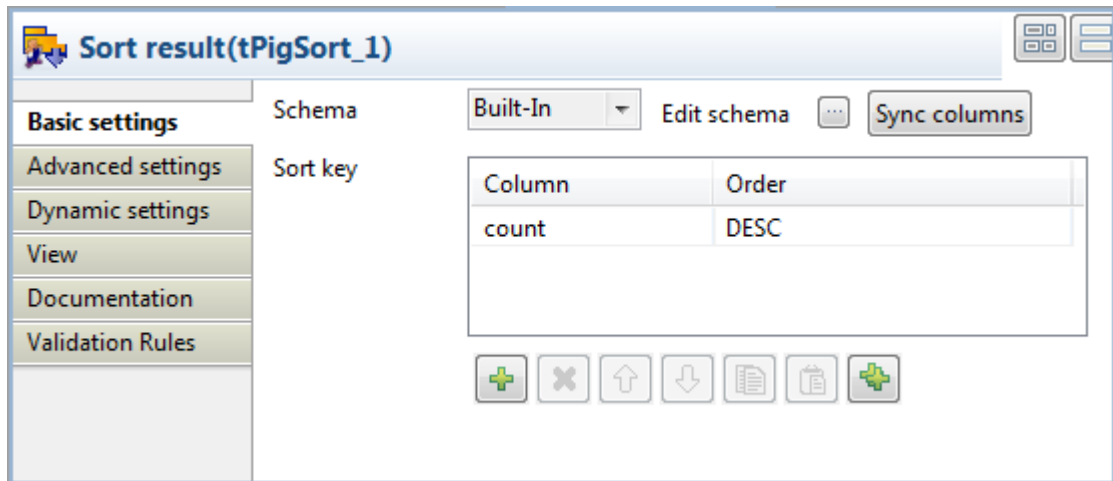 Sort result(tPigSort_1)
Basic settings
Advanced settings
Dynamic settings
View
Documentation
Validation Rules
Schema Built-In Edit schema ... Sync columns
Sort key
Column Order
count DESC